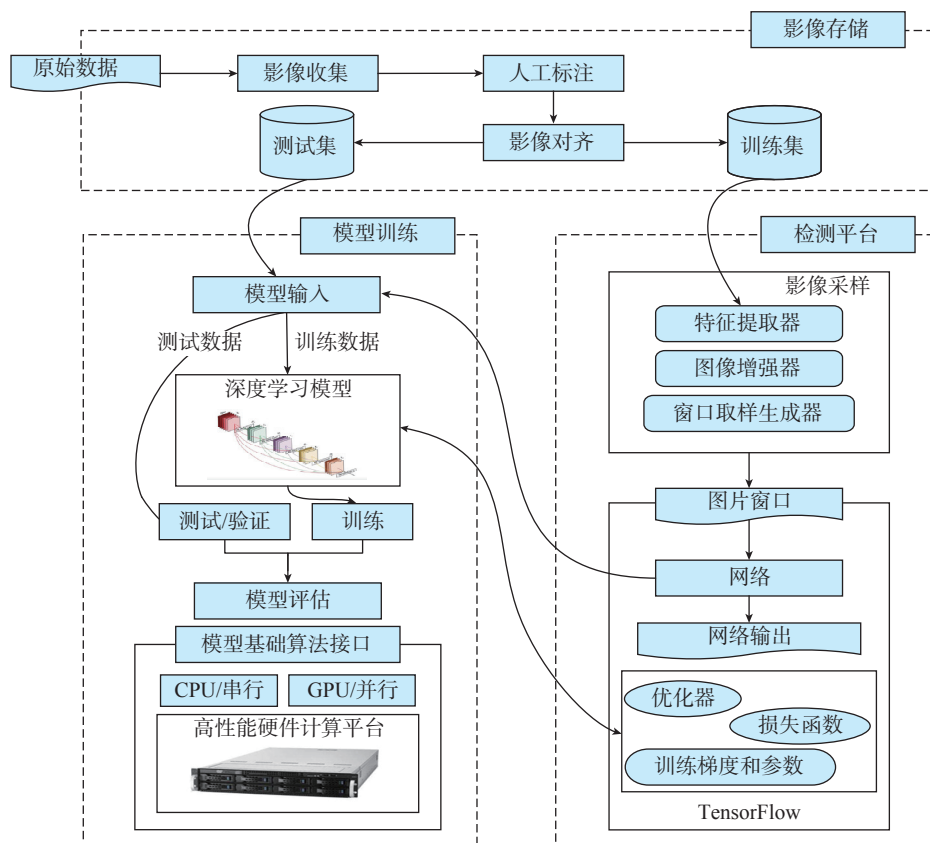 影像存储
原始数据
影像收集
人工标注
测试集
影像对齐
训练集
模型训练
检测平台
模型输入
影像采样
测试数据
训练数据
特征提取器
图像增强器
窗口取样生成器
深度学习模型
图片窗口
测试/验证
训练
网络
模型评估
网络输出
模型基础算法接口
CPU/串行
GPU/并行
优化器
损失函数
高性能硬件计算平台
训练梯度和参数
TensorFlow